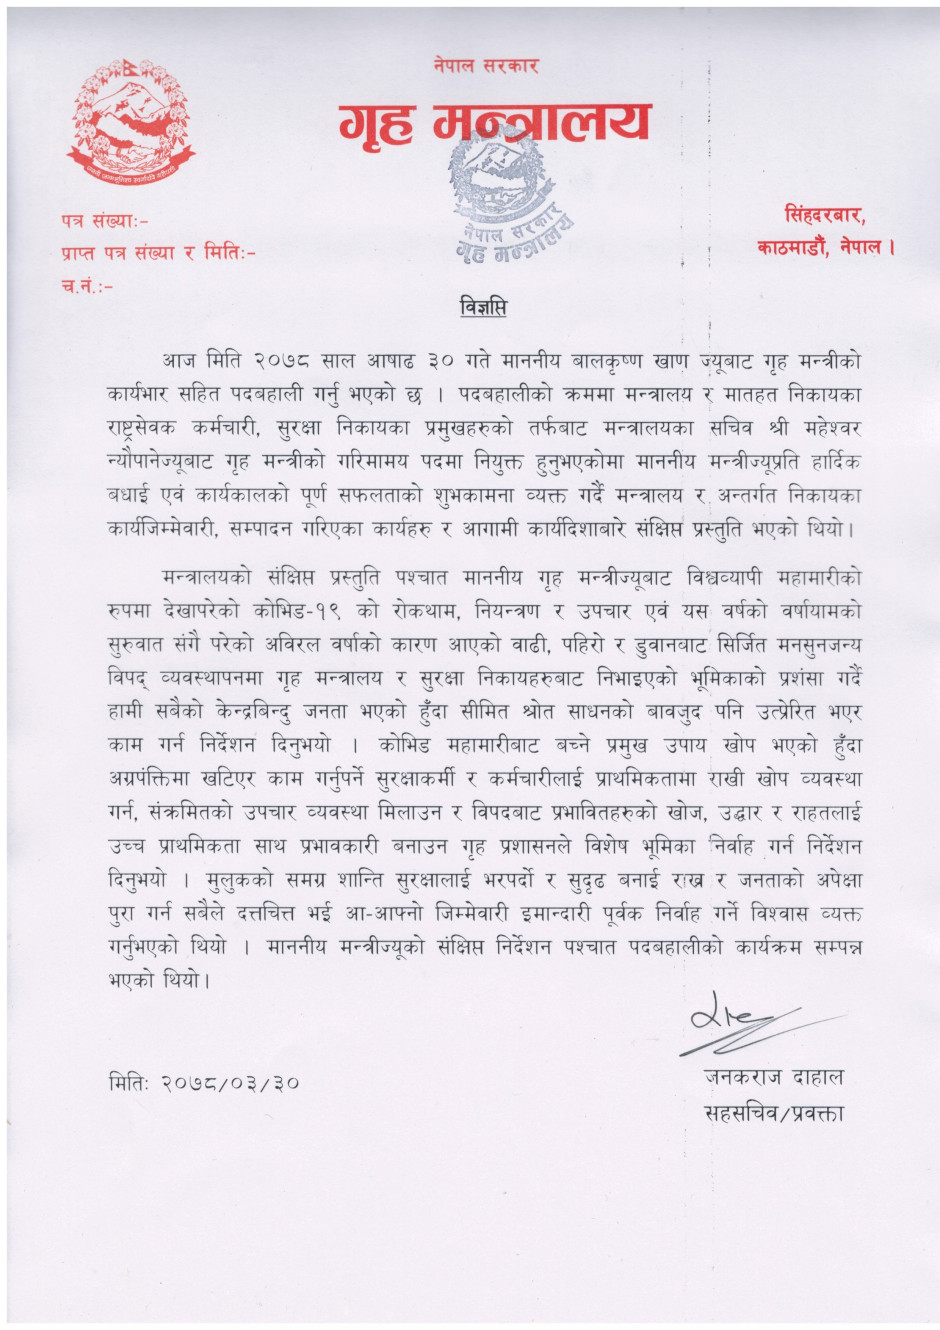 नेपाल सरकार
गृह मन्त्रालय
नेपाल सरकार
गृह मन्त्रालय
सिंहदरबार,
काठमाडौं, नेपाल ।
पत्र संख्याः-
प्राप्त पत्र संख्या र मितिः-
च.नं.:-
विज्ञप्ति
आज मिति २०७८ साल आषाढ ३० गते माननीय बालकृष्ण खाण ज्यूबाट गृह मन्त्रीको
कार्यभार सहित पदबहाली गर्नु भएको छ । पदबहालीको क्रममा मन्त्रालय र मातहत निकायका
राष्ट्रसेवक कर्मचारी, सुरक्षा निकायका प्रमुखहरुको तर्फबाट मन्त्रालयका सचिव श्री महेश्वर
न्यौपानेज्यूबाट गृह मन्त्रीको गरिमामय पदमा नियुक्त हुनुभएकोमा माननीय मन्त्रीज्यूप्रति हार्दिक
बधाई एवं कार्यकालको पूर्ण सफलताको शुभकामना व्यक्त गर्दै मन्त्रालय र अन्तर्गत निकायका
कार्यजिम्मेवारी, सम्पादन गरिएका कार्यहरु र आगामी कार्यदिशाबारे संक्षिप्त प्रस्तुति भएको थियो।
मन्त्रालयको संक्षिप्त प्रस्तुति पश्चात माननीय गृह मन्त्रीज्यूबाट विश्वव्यापी महामारीको
रुपमा देखापरेको कोभिड-१९ को रोकथाम, नियन्त्रण र उपचार एवं यस वर्षको वर्षायामको
सुरुवात संगै परेको अविरल वर्षाको कारण आएको वाढी, पहिरो र डुवानबाट सिर्जित मनसुनजन्य
विपद् व्यवस्थापनमा गृह मन्त्रालय र सुरक्षा निकायहरुबाट निभाइएको भूमिकाको प्रशंसा गर्दै
हामी सबैको केन्द्रबिन्दु जनता भएको हुँदा सीमित श्रोत साधनको बावजुद पनि उत्प्रेरित भएर
काम गर्न निर्देशन दिनुभयो । कोभिड महामारीबाट बच्ने प्रमुख उपाय खोप भएको हुँदा
अग्रपंक्तिमा खटिएर काम गर्नुपर्ने सुरक्षाकर्मी र कर्मचारीलाई प्राथमिकतामा राखी खोप व्यवस्था
गर्न, संक्रमितको उपचार व्यवस्था मिलाउन र विपदबाट प्रभावितहरुको खोज, उद्धार र राहतलाई
उच्च प्राथमिकता साथ प्रभावकारी बनाउन गृह प्रशासनले विशेष भूमिका निर्वाह गर्न निर्देशन
दिनुभयो । मुलुकको समग्र शान्ति सुरक्षालाई भरपर्दो र सुदृढ बनाई राख्न र जनताको अपेक्षा
पुरा गर्न सबैले दत्तचित्त भई आ-आफ्नो जिम्मेवारी इमान्दारी पूर्वक निर्वाह गर्ने विश्वास व्यक्त
गर्नुभएको थियो । माननीय मन्त्रीज्यूको संक्षिप्त निर्देशन पश्चात पदबहालीको कार्यक्रम सम्पन्न
भएको थियो।
मितिः २०७८/०३/३०
जनकराज दाहाल
सहसचिव/प्रवक्ता